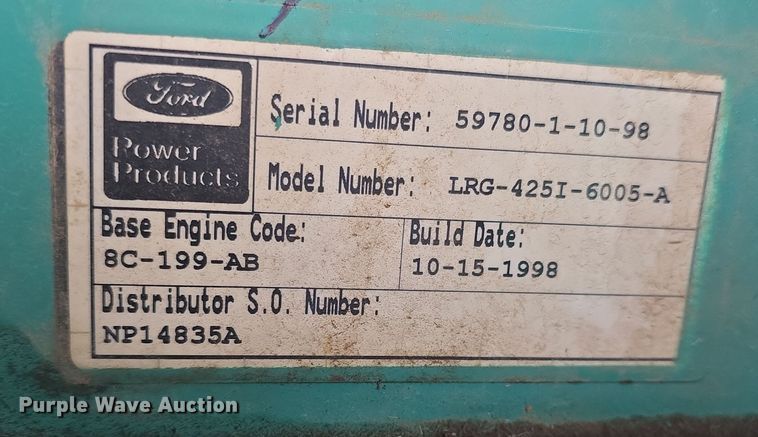 Ford
Power
Products
Serial Number: 59780-1-10-98
Model Number: LRG-425I-6005-A
Base Engine Code:
8C-199-AB
Build Date:
10-15-1998
Distributor S.O. Number:
NP14835A
Purple Wave Auction